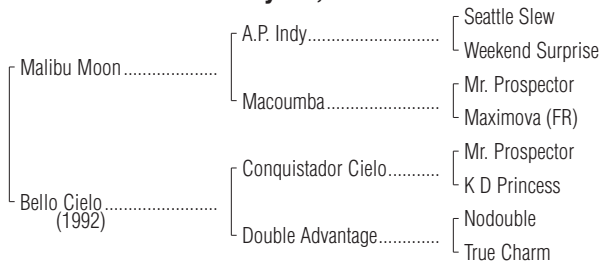 Seattle Slew
A.P. Indy
Weekend Surprise
Malibu Moon
Mr. Prospector
Macoumba
Maximova (FR)
Mr. Prospector
Conquistador Cielo
K D Princess
Bello Cielo
(1992)
Nodouble
Double Advantage
True Charm